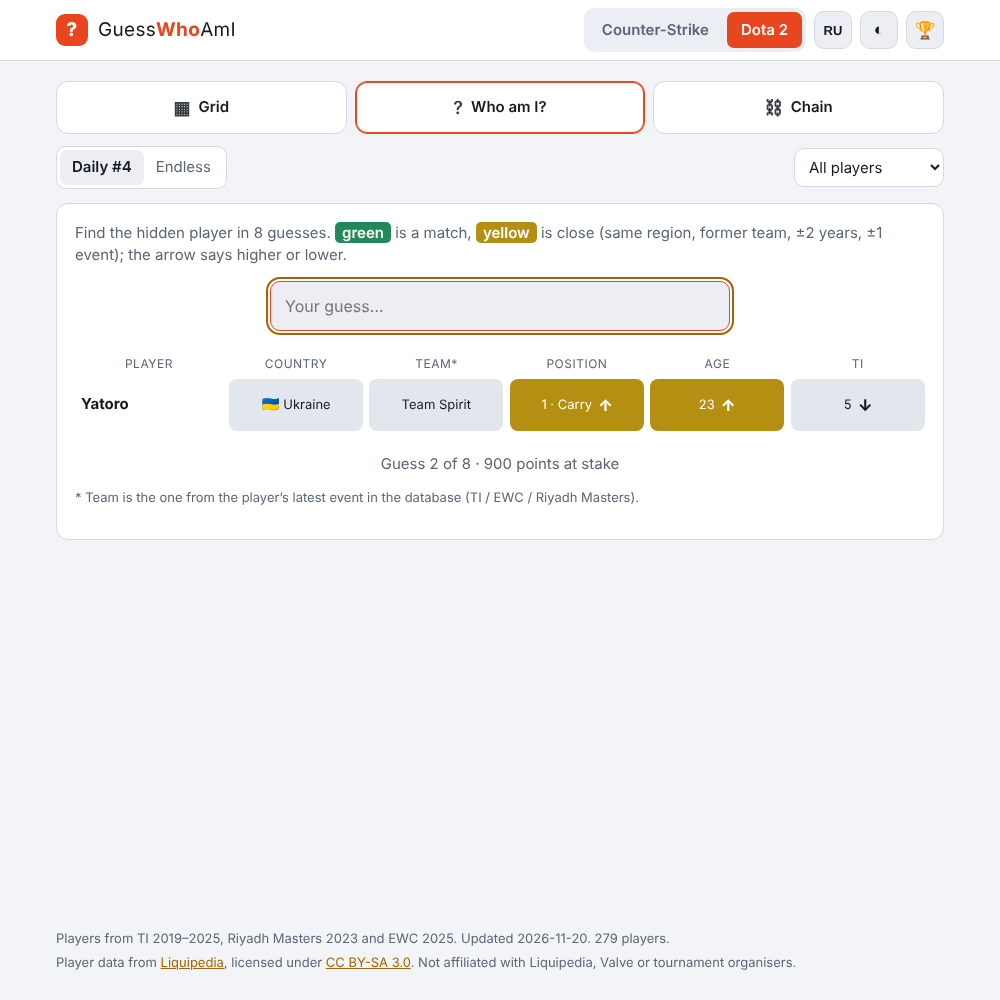 ? GuessWhoAmI
Counter-Strike Dota 2 RU
Grid
? Who am I?
Chain
Daily #4 Endless
All players
Find the hidden player in 8 guesses. green is a match, yellow is close (same region, former team, ±2 years, ±1
event); the arrow says higher or lower.
Your guess...
PLAYER COUNTRY TEAM* POSITION AGE TI
Yatoro Ukraine Team Spirit 1 · Carry ↑ 23 ↑ 5 ↓
Guess 2 of 8 · 900 points at stake
* Team is the one from the player's latest event in the database (TI / EWC / Riyadh Masters).
Players from TI 2019–2025, Riyadh Masters 2023 and EWC 2025. Updated 2026-11-20. 279 players.
Player data from Liquipedia, licensed under CC BY-SA 3.0. Not affiliated with Liquipedia, Valve or tournament organisers.